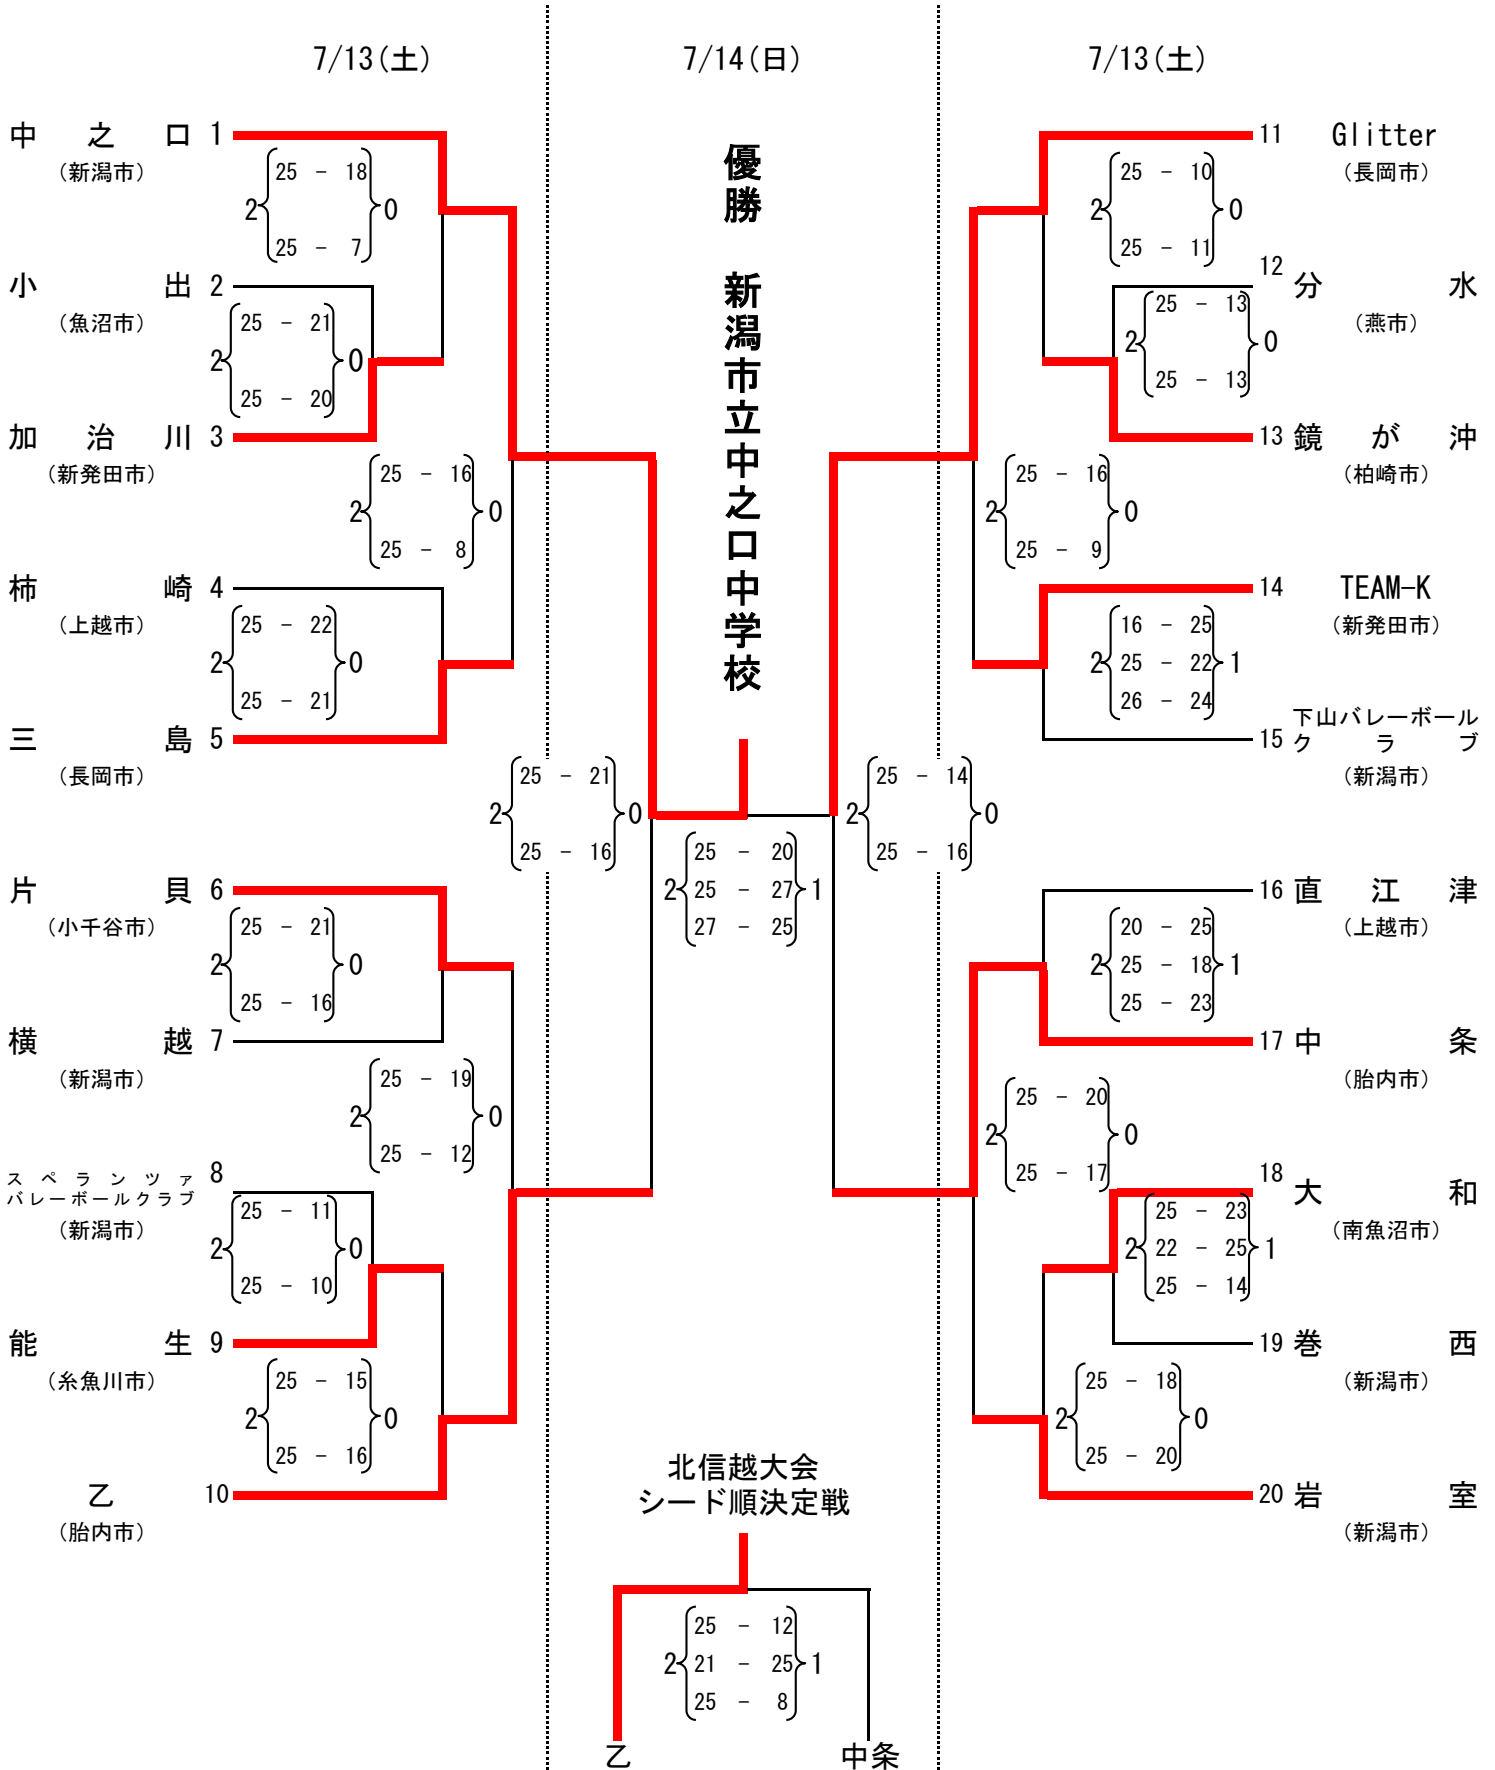 7/13(土)
7/14(日)
7/13(土)
優勝 新潟市立中之口中学校
中之口 1
(新潟市)
25 - 18
2 0
25 - 7
小出 2
(魚沼市)
25 - 21
2 0
25 - 20
加治川 3
(新発田市)
25 - 16
2 0
25 - 8
柿崎 4
(上越市)
25 - 22
2 0
25 - 21
三島 5
(長岡市)
25 - 21
2 0
25 - 16
片貝 6
(小千谷市)
25 - 21
2 0
25 - 16
横越 7
(新潟市)
25 - 19
2 0
25 - 12
スペランツァ
バレーボールクラブ
8
(新潟市)
25 - 11
2 0
25 - 10
能生 9
(糸魚川市)
25 - 15
2 0
25 - 16
乙 10
(胎内市)
25 - 20
2 25 - 27 1
27 - 25
11 Glitter
(長岡市)
25 - 10
2 0
25 - 11
12 分水
(燕市)
25 - 13
2 0
25 - 13
13 鏡が沖
(柏崎市)
25 - 16
2 0
25 - 9
14 TEAM-K
(新発田市)
16 - 25
2 25 - 22 1
26 - 24
下山バレーボール
15 クラブ
(新潟市)
25 - 14
2 0
25 - 16
16 直江津
(上越市)
20 - 25
2 25 - 18 1
25 - 23
17 中条
(胎内市)
25 - 20
2 0
25 - 17
18 大和
(南魚沼市)
25 - 23
2 22 - 25 1
25 - 14
19 巻西
(新潟市)
25 - 18
2 0
25 - 20
20 岩室
(新潟市)
北信越大会
シード順決定戦
25 - 12
2 21 - 25 1
25 - 8
乙 中条